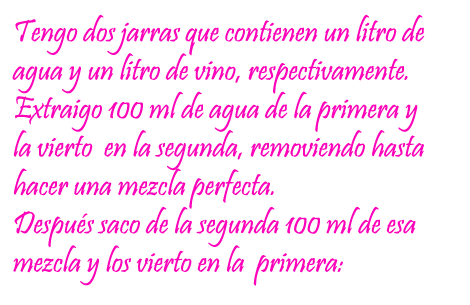 Tengo dos jarras que contienen un litro de
agua y un litro de vino, respectivamente.
Extraigo 100 ml de agua de la primera y
la vierto en la segunda, removiendo hasta
hacer una mezcla perfecta.
Después saco de la segunda 100 ml de esa
mezcla y los vierto en la primera: